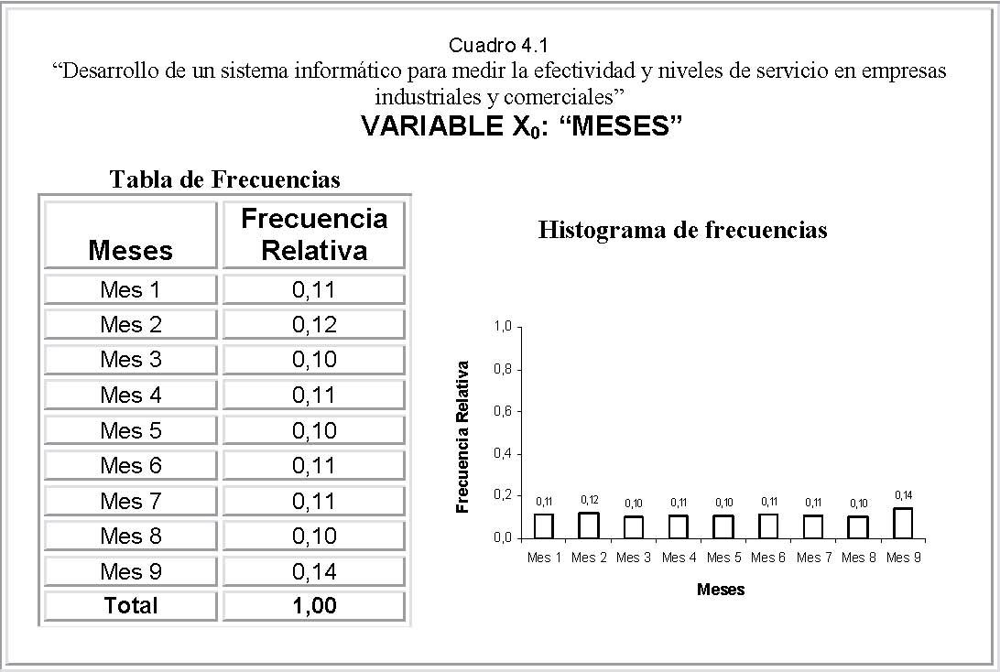 Cuadro 4.1
“Desarrollo de un sistema informático para medir la efectividad y niveles de servicio en empresas
industriales y comerciales”
VARIABLE X₀: “MESES”
Tabla de Frecuencias
Meses Frecuencia Relativa
Mes 1 0,11
Mes 2 0,12
Mes 3 0,10
Mes 4 0,11
Mes 5 0,10
Mes 6 0,11
Mes 7 0,11
Mes 8 0,10
Mes 9 0,14
Total 1,00
Histograma de frecuencias
Frecuencia Relativa
1,0
0,8
0,6
0,4
0,2
0,0
0,11 0,12 0,10 0,11 0,10 0,11 0,11 0,10 0,14
Mes 1 Mes 2 Mes 3 Mes 4 Mes 5 Mes 6 Mes 7 Mes 8 Mes 9
Meses